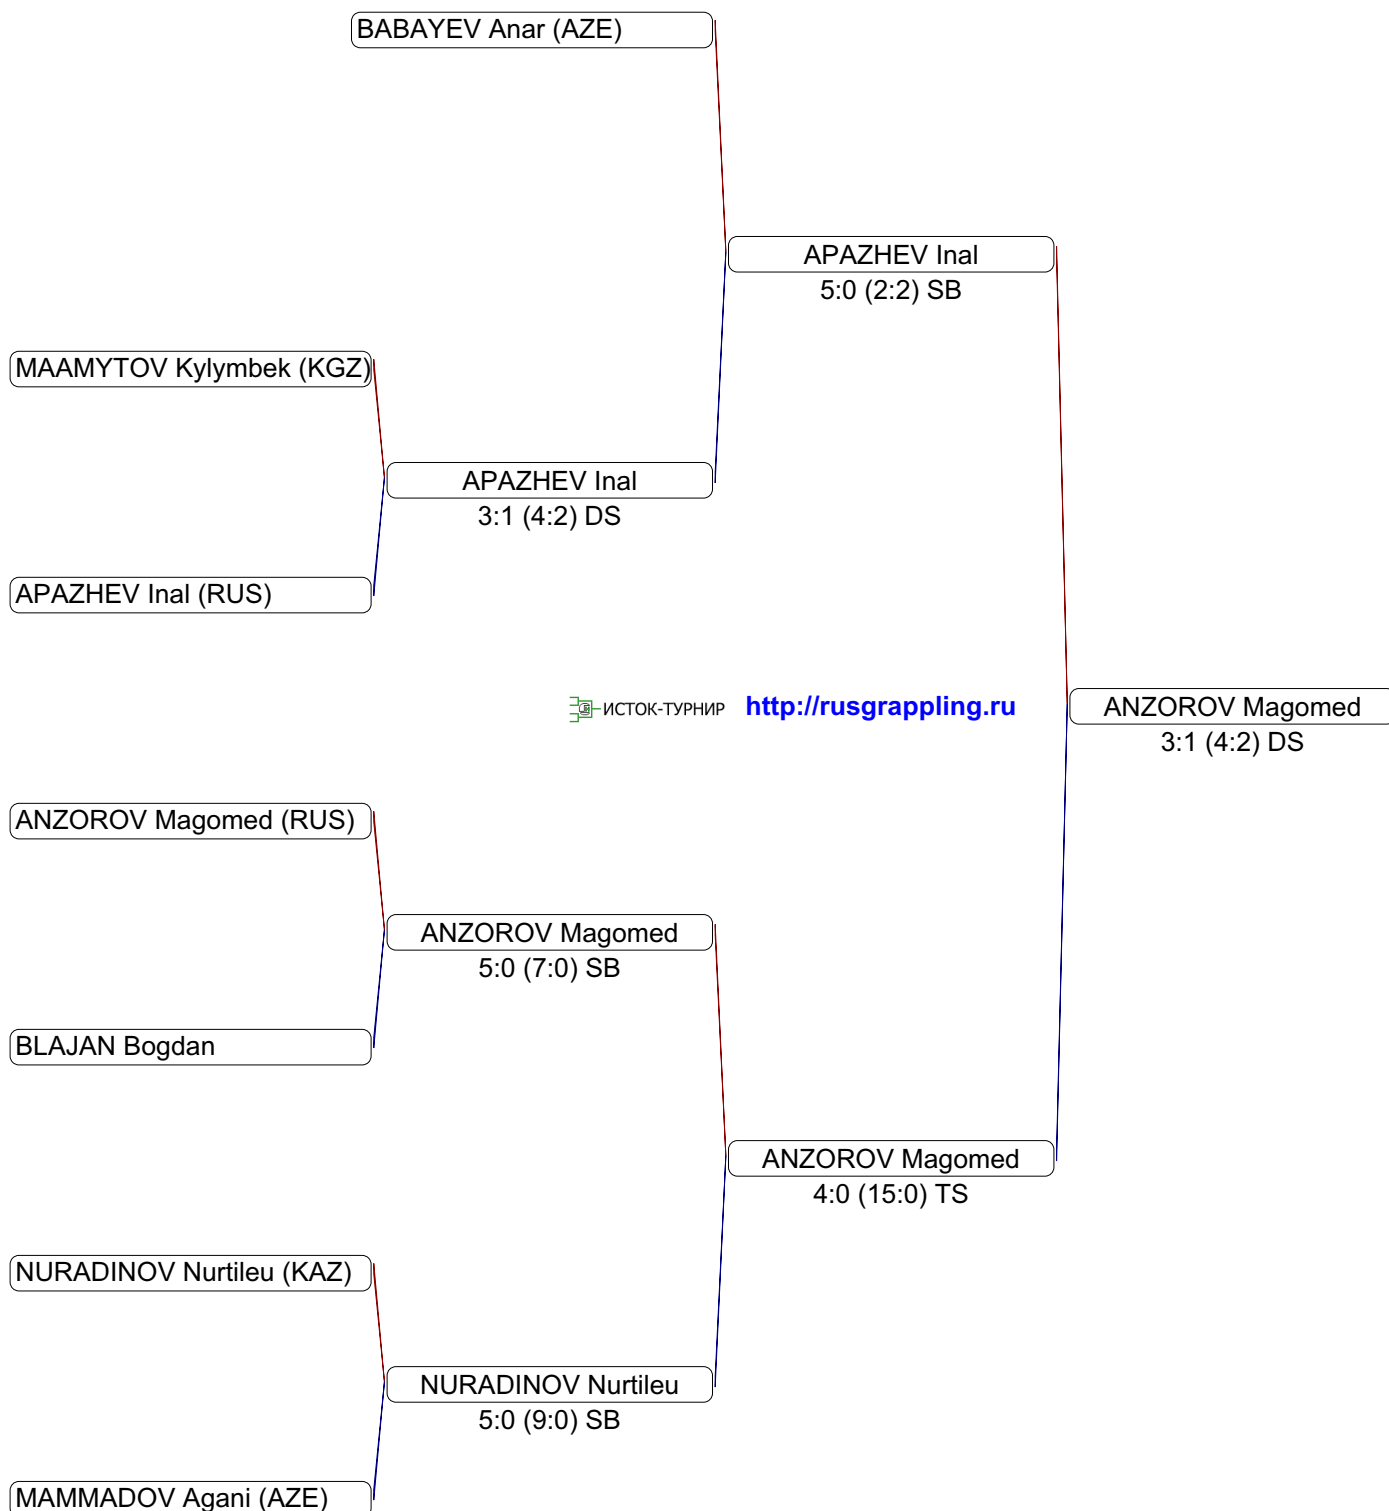 BABAYEV Anar (AZE)
APAZHEV Inal
5:0 (2:2) SB
MAAMYTOV Kylymbek (KGZ)
APAZHEV Inal
3:1 (4:2) DS
APAZHEV Inal (RUS)
ИСТОК-ТУРНИР http://rusgrappling.ru
ANZOROV Magomed
3:1 (4:2) DS
ANZOROV Magomed (RUS)
ANZOROV Magomed
5:0 (7:0) SB
BLAJAN Bogdan
ANZOROV Magomed
4:0 (15:0) TS
NURADINOV Nurtileu (KAZ)
NURADINOV Nurtileu
5:0 (9:0) SB
MAMMADOV Agani (AZE)